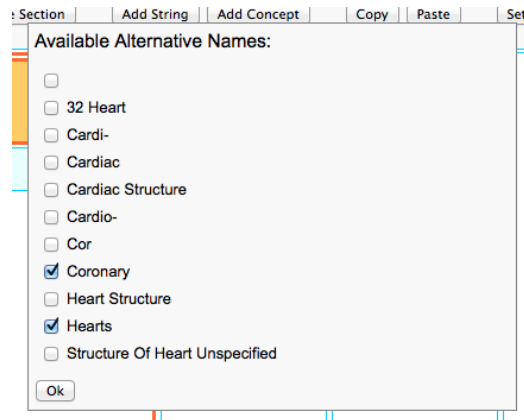 e Section Add String Add Concept Copy Paste Set
Available Alternative Names:
32 Heart
Cardi-
Cardiac
Cardiac Structure
Cardio-
Cor
Coronary
Heart Structure
Hearts
Structure Of Heart Unspecified
Ok